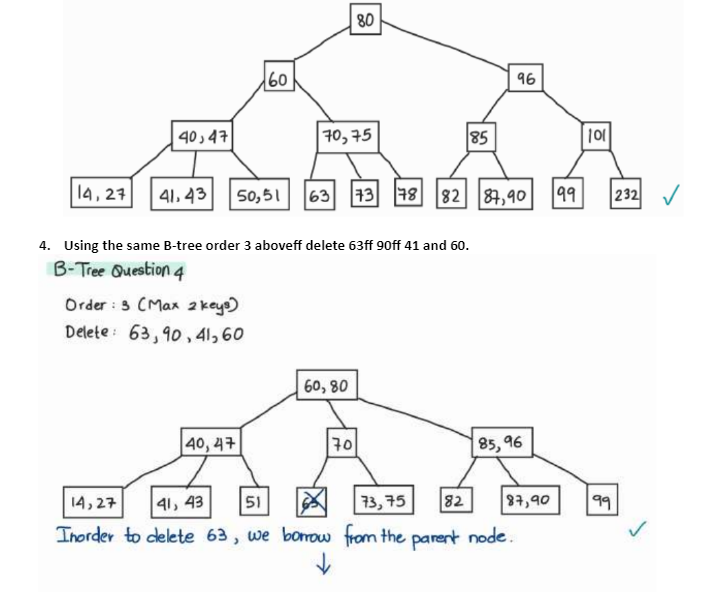 80
60 96
40,47 70,75 85 101
14,27 41,43 50,51 63 73 78 82 87,90 99 232
4. Using the same B-tree order 3 aboveff delete 63ff 90ff 41 and 60.
B-Tree Question 4
Order : 3 (Max 2 keys)
Delete : 63, 90, 41, 60
60, 80
40,47 70 85,96
14,27 41, 43 51 63 73,75 82 87,90 99
Inorder to delete 63, we borrow from the parent node.